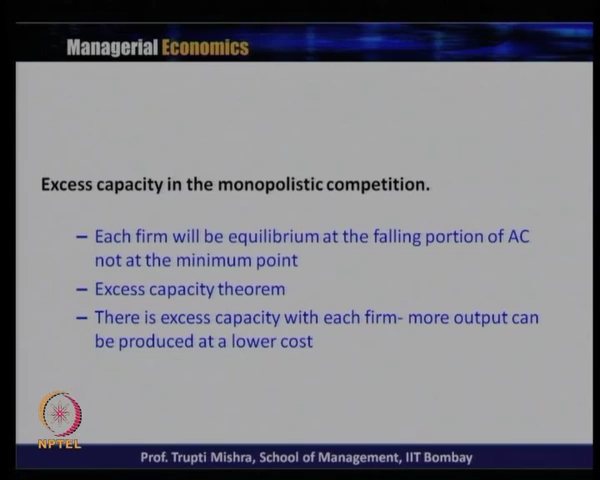 Managerial Economics
Excess capacity in the monopolistic competition.
– Each firm will be equilibrium at the falling portion of AC
not at the minimum point
– Excess capacity theorem
– There is excess capacity with each firm- more output can
be produced at a lower cost
NPTEL
Prof. Trupti Mishra, School of Management, IIT Bombay